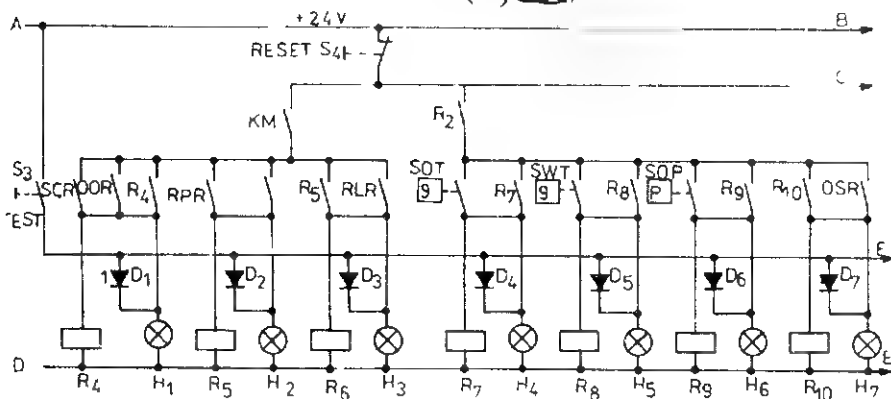 A +24V B
RESET S4
C
KM R2
S3 SCR OOR R4 RPR R5 RLR SOT 9 R7 SWT 9 R8 SOP P R9 R10 OSR
TEST
E
1 D1 D2 D3 D4 D5 D6 D7
D E
R4 H1 R5 H2 R6 H3 R7 H4 R8 H5 R9 H6 R10 H7